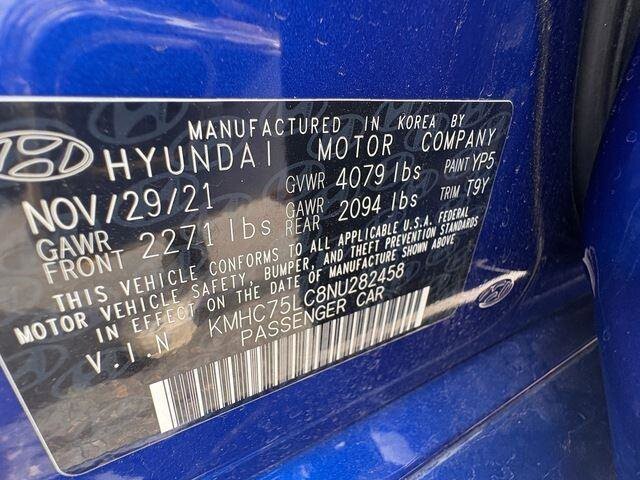 MANUFACTURED IN KOREA BY
HYUNDAI MOTOR COMPANY
NOV/29/21 GVWR 4079 lbs PAINT YP5
GAWR FRONT 2271 lbs GAWR REAR 2094 lbs TRIM T9Y
THIS VEHICLE CONFORMS TO ALL APPLICABLE U.S.A. FEDERAL
MOTOR VEHICLE SAFETY, BUMPER, AND THEFT PREVENTION STANDARDS
IN EFFECT ON THE DATE OF MANUFACTURE SHOWN ABOVE
V.I.N KMHC75LC8NU282458
PASSENGER CAR